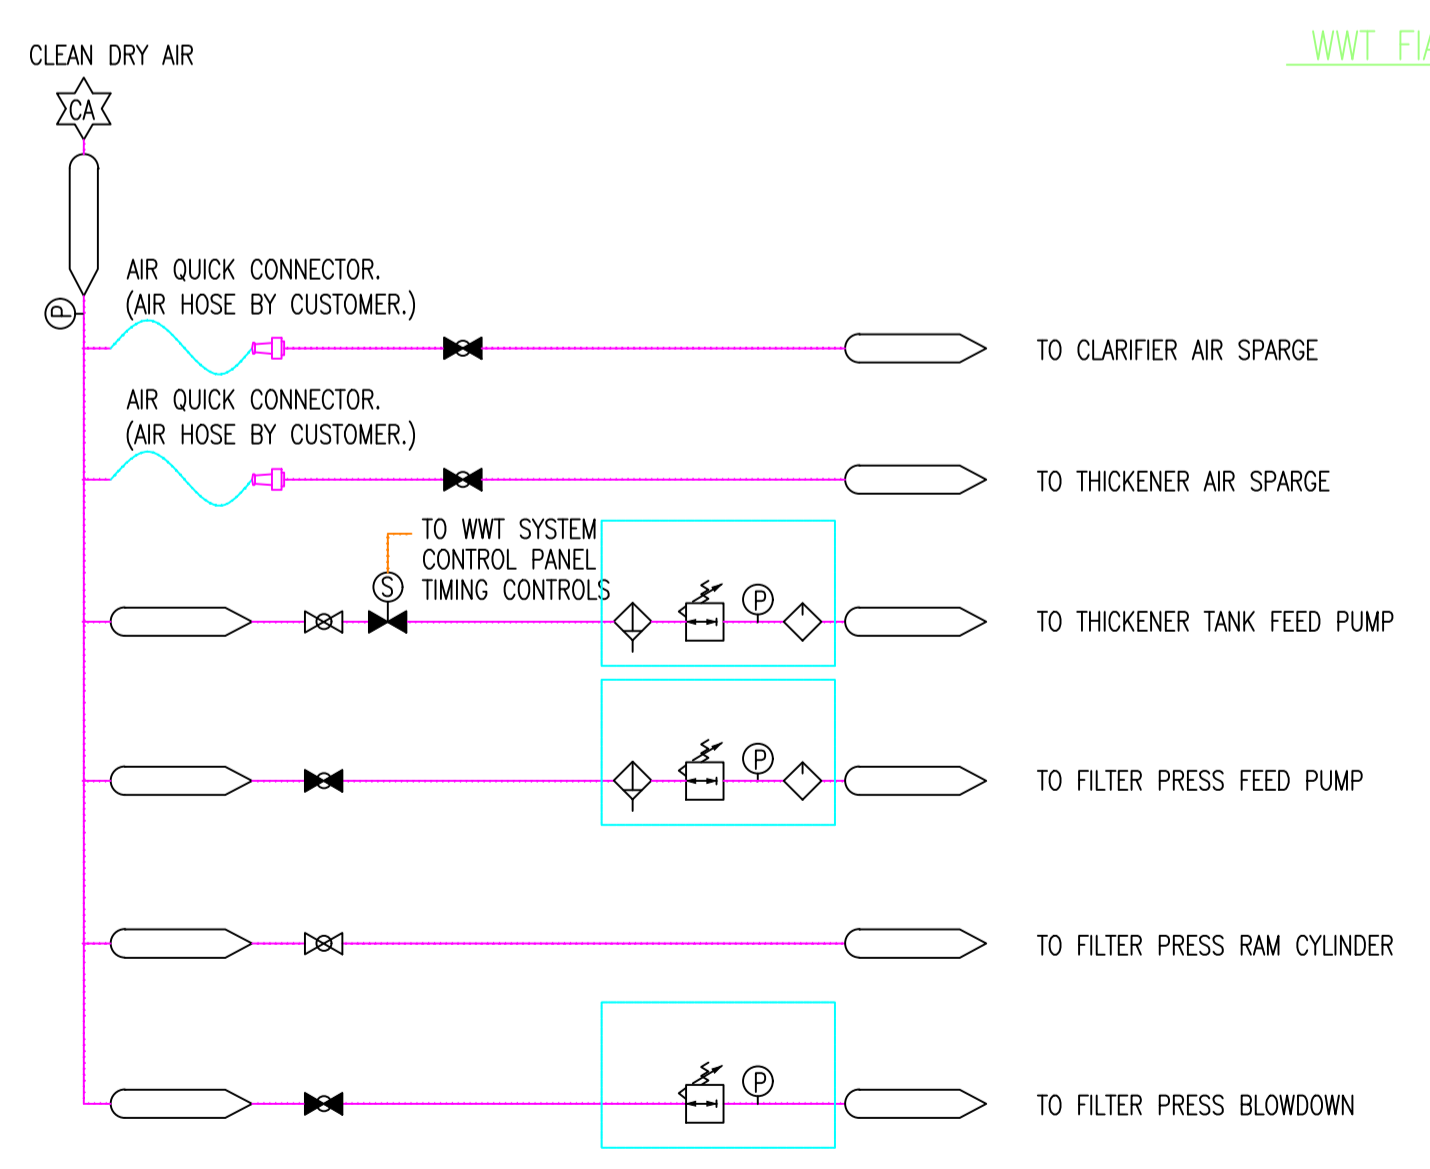 CLEAN DRY AIR
WWT
CA
AIR QUICK CONNECTOR.
(AIR HOSE BY CUSTOMER.)
P
TO CLARIFIER AIR SPARGE
AIR QUICK CONNECTOR.
(AIR HOSE BY CUSTOMER.)
TO THICKENER AIR SPARGE
TO WWT SYSTEM
CONTROL PANEL
TIMING CONTROLS
S
P
TO THICKENER TANK FEED PUMP
P
TO FILTER PRESS FEED PUMP
TO FILTER PRESS RAM CYLINDER
P
TO FILTER PRESS BLOWDOWN